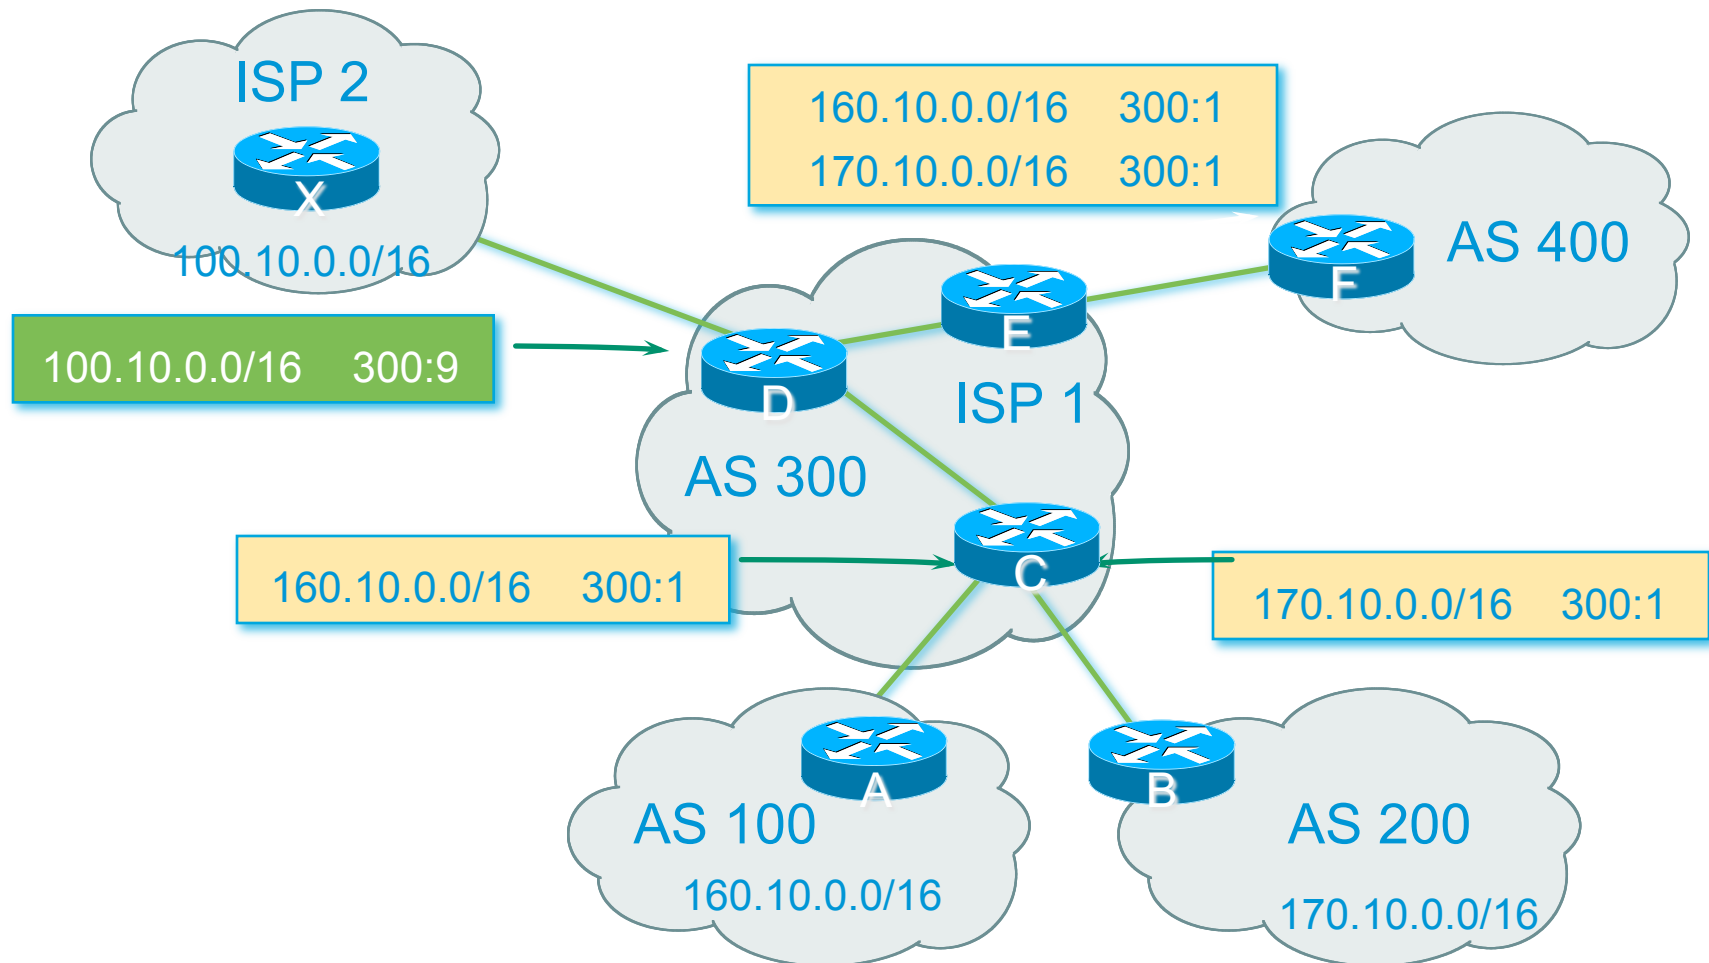 ISP 2
X
100.10.0.0/16
160.10.0.0/16 300:1
170.10.0.0/16 300:1
F
AS 400
E
100.10.0.0/16 300:9
D
ISP 1
AS 300
160.10.0.0/16 300:1
C
170.10.0.0/16 300:1
A
AS 100
160.10.0.0/16
B
AS 200
170.10.0.0/16